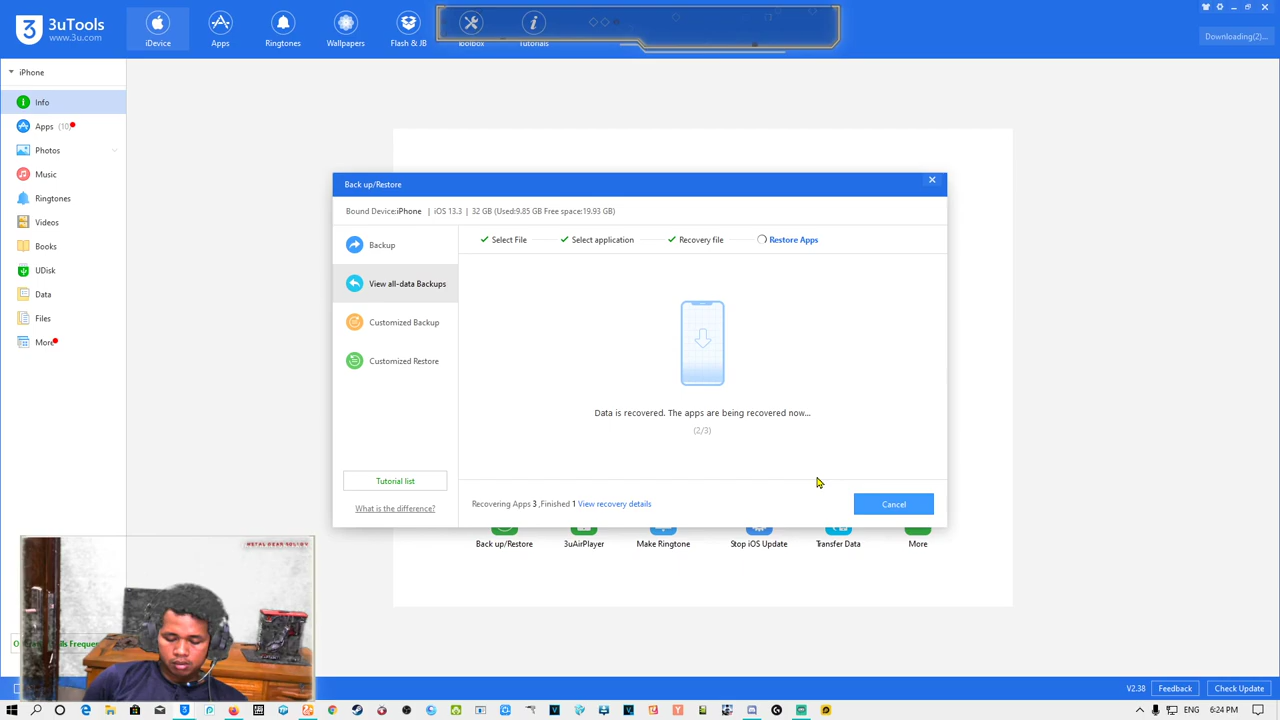 3uTools
www.3u.com
iDevice
Apps
Ringtones
Wallpapers
Flash & JB
Toolbox
Tutorials
Downloading(2)...
iPhone
Info
Apps (10)
Photos
Music
Ringtones
Videos
Books
UDisk
Data
Files
More
Back up/Restore
Bound Device:iPhone | iOS 13.3 | 32 GB (Used:9.85 GB Free space:19.93 GB)
Backup
View all-data Backups
Customized Backup
Customized Restore
Select File
Select application
Recovery file
Restore Apps
Data is recovered. The apps are being recovered now...
(2/3)
Tutorial list
What is the difference?
Recovering Apps 3 ,Finished 1 View recovery details
Cancel
Back up/Restore
3uAirPlayer
Make Ringtone
Stop iOS Update
Transfer Data
More
METAL GEAR SOLID V
V2.38
Feedback
Check Update
ENG
6:24 PM